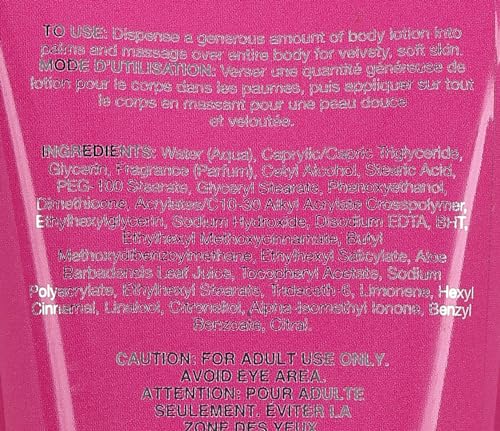 TO USE: Dispense a generous amount of body lotion into
palms and massage over entire body for velvety, soft skin.
MODE D'UTILISATION: Verser une quantité généreuse de
lotion pour le corps dans les paumes, puis appliquer sur tout
le corps en massant pour une peau douce
et veloutée.
INGREDIENTS: Water (Aqua), Caprylic/Capric Triglyceride,
Glycerin, Fragrance (Parfum), Cetyl Alcohol, Stearic Acid,
PEG-100 Stearate, Glyceryl Stearate, Phenoxyethanol,
Dimethicone, Acrylates/C10-30 Alkyl Acrylate Crosspolymer,
Ethylhexylglycerin, Sodium Hydroxide, Disodium EDTA, BHT,
Ethylhexyl Methoxycinnamate, Butyl
Methoxydibenzoylmethane, Ethylhexyl Salicylate, Aloe
Barbadensis Leaf Juice, Tocopheryl Acetate, Sodium
Polyacrylate, Ethylhexyl Stearate, Trideceth-6, Limonene, Hexyl
Cinnamal, Linalool, Citronellol, Alpha-Isomethyl Ionone, Benzyl
Benzoate, Citral.
CAUTION: FOR ADULT USE ONLY.
AVOID EYE AREA.
ATTENTION: POUR ADULTE
SEULEMENT. ÉVITER LA
ZONE DES YEUX.